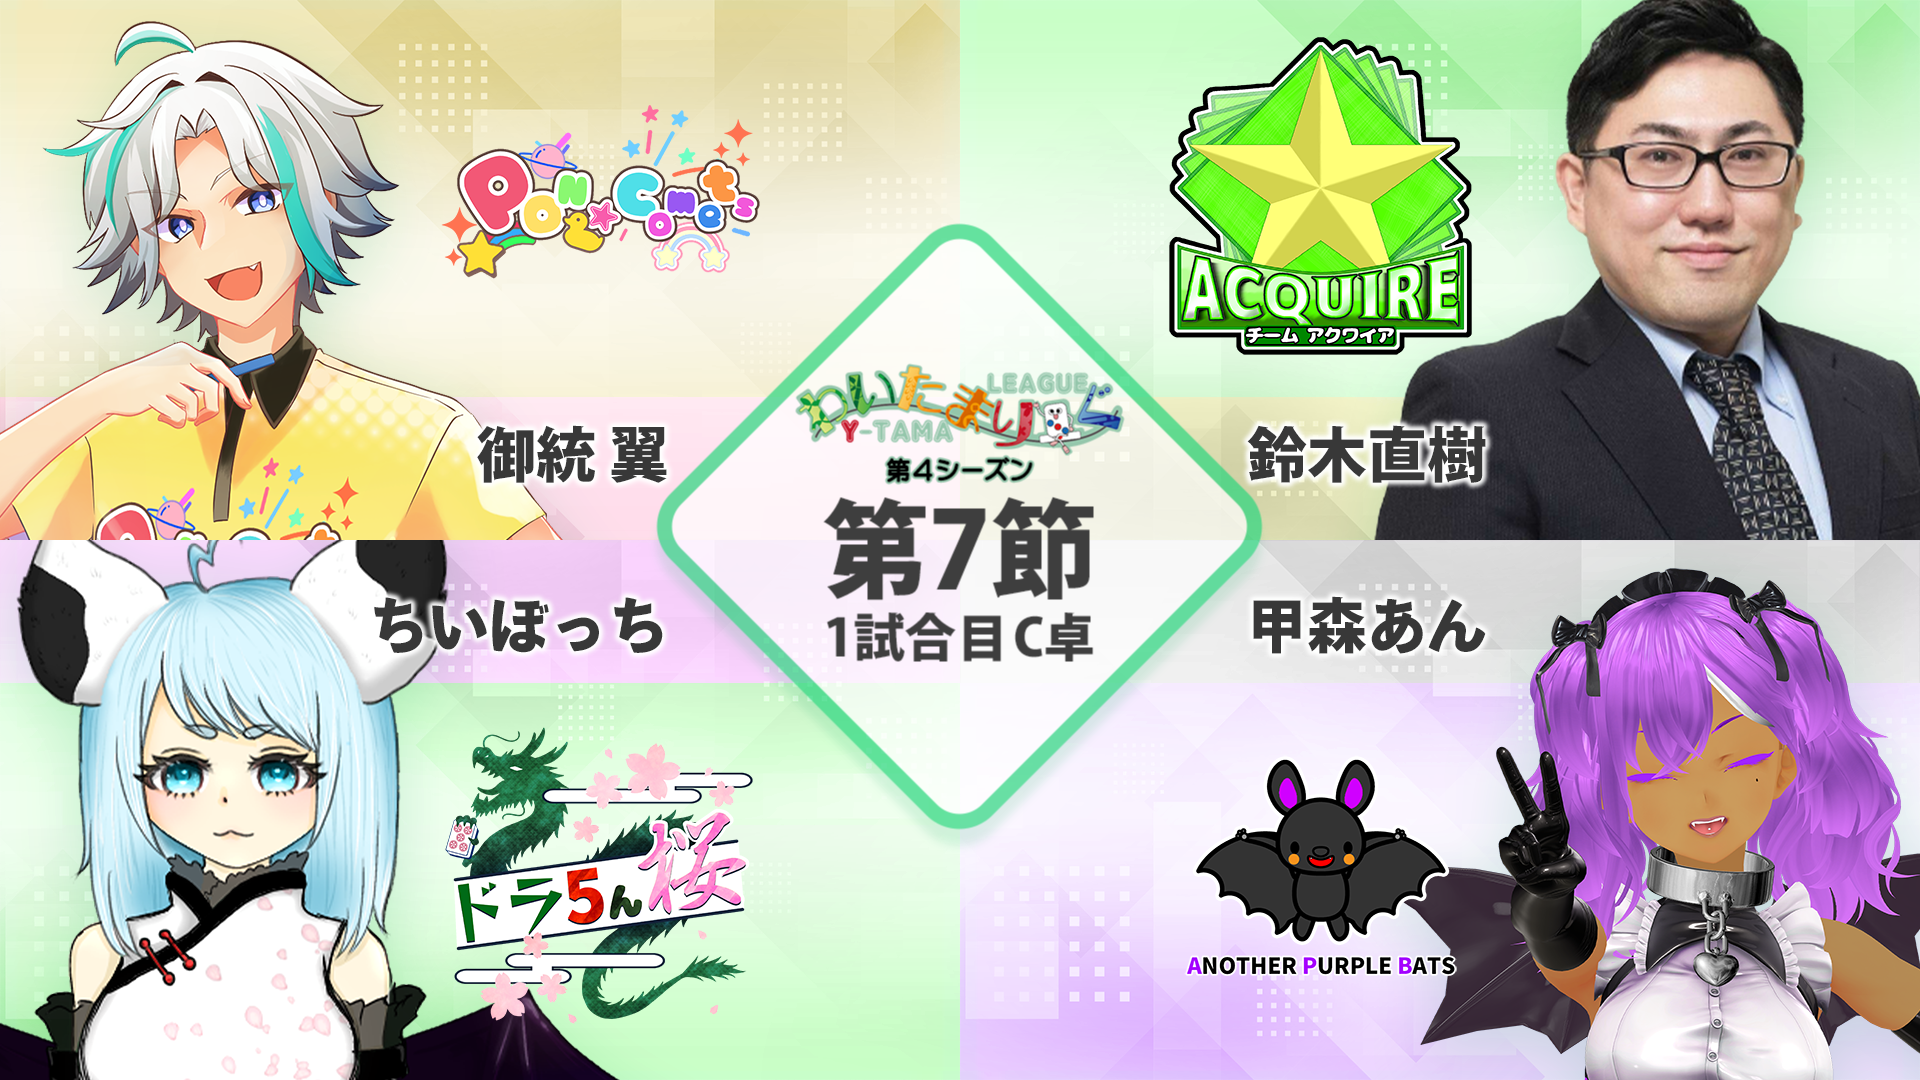 PON☆Comets
ACQUIRE
チーム アクワイア
御統 翼
鈴木直樹
わいたまりーぐ
LEAGUE
Y-TAMA
第4シーズン
第7節
1試合目 C卓
ちいぼっち
甲森あん
ドラ5ん桜
ANOTHER PURPLE BATS